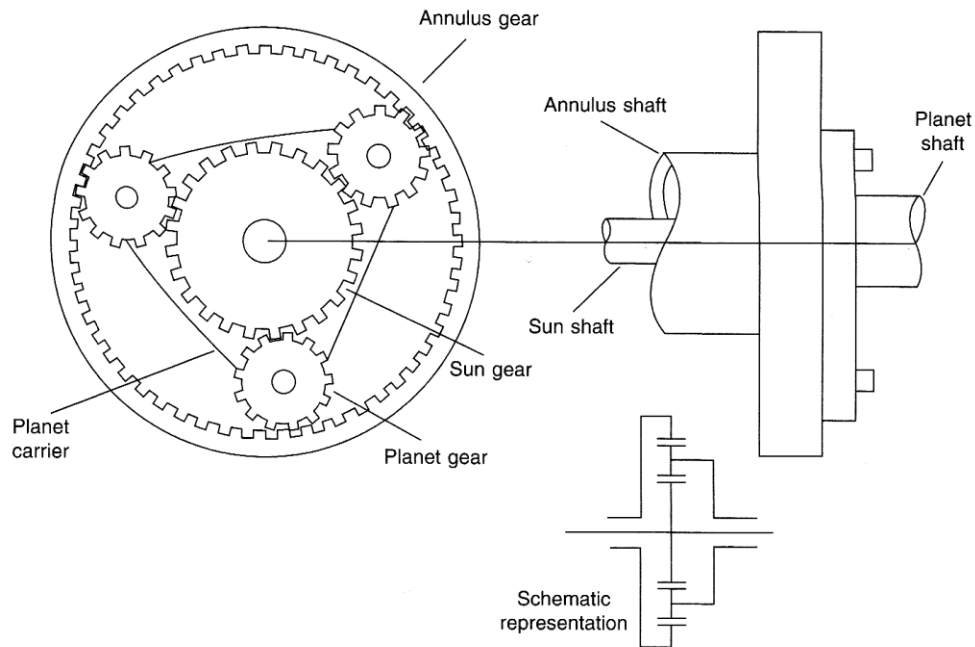 Annulus gear
Annulus shaft
Planet
shaft
Sun shaft
Sun gear
Planet
carrier
Planet gear
Schematic
representation